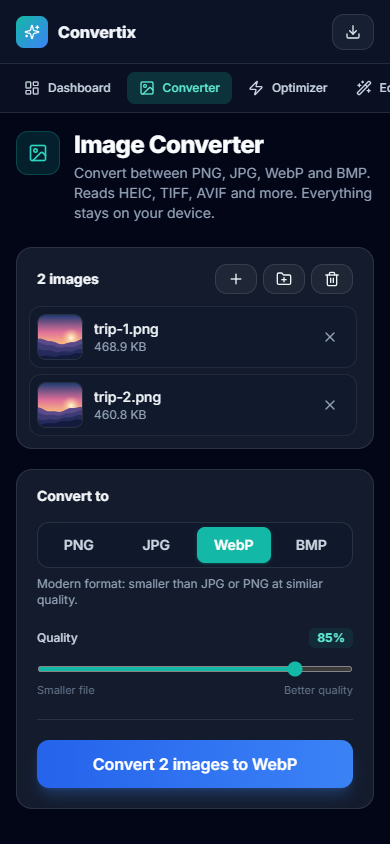 Convertix
Dashboard
Converter
Optimizer
Image Converter
Convert between PNG, JPG, WebP and BMP.
Reads HEIC, TIFF, AVIF and more. Everything
stays on your device.
2 images
trip-1.png
468.9 KB
trip-2.png
460.8 KB
Convert to
PNG
JPG
WebP
BMP
Modern format: smaller than JPG or PNG at similar
quality.
Quality
85%
Smaller file
Better quality
Convert 2 images to WebP